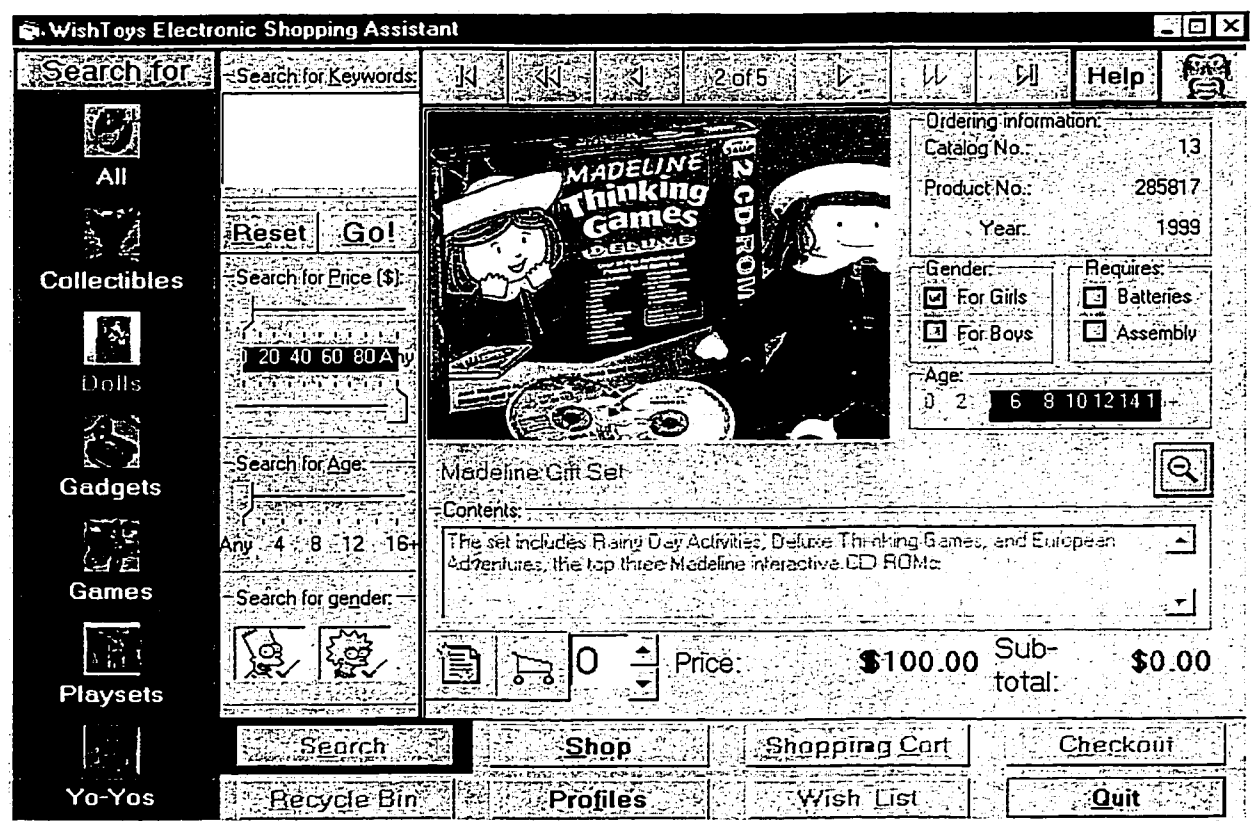 WishToys Electronic Shopping Assistant
Search for
All
Collectibles
Dolls
Gadgets
Games
Playsets
Yo-Yos
Search for Keywords:
Reset Go!
Search for Price ($):
20 40 60 80 Any
Search for Age:
Any 4 8 12 16+
Search for gender:
2 of 5
Help
MADELINE
Thinking
Games
DELUXE
2 CD-ROM
Ordering information:
Catalog No.: 13
Product No.: 285817
Year: 1999
Gender:
For Girls
For Boys
Requires:
Batteries
Assembly
Age:
0 2 6 8 10 12 14 1 +
Madeline Gift Set
Contents:
The set includes Rainy Day Activities, Deluxe Thinking Games, and European
Adventures, the top three Madeline interactive CD ROMs.
0 Price: $100.00 Sub-
total: $0.00
Search Shop Shopping Cart Checkout
Recycle Bin Profiles Wish List Quit